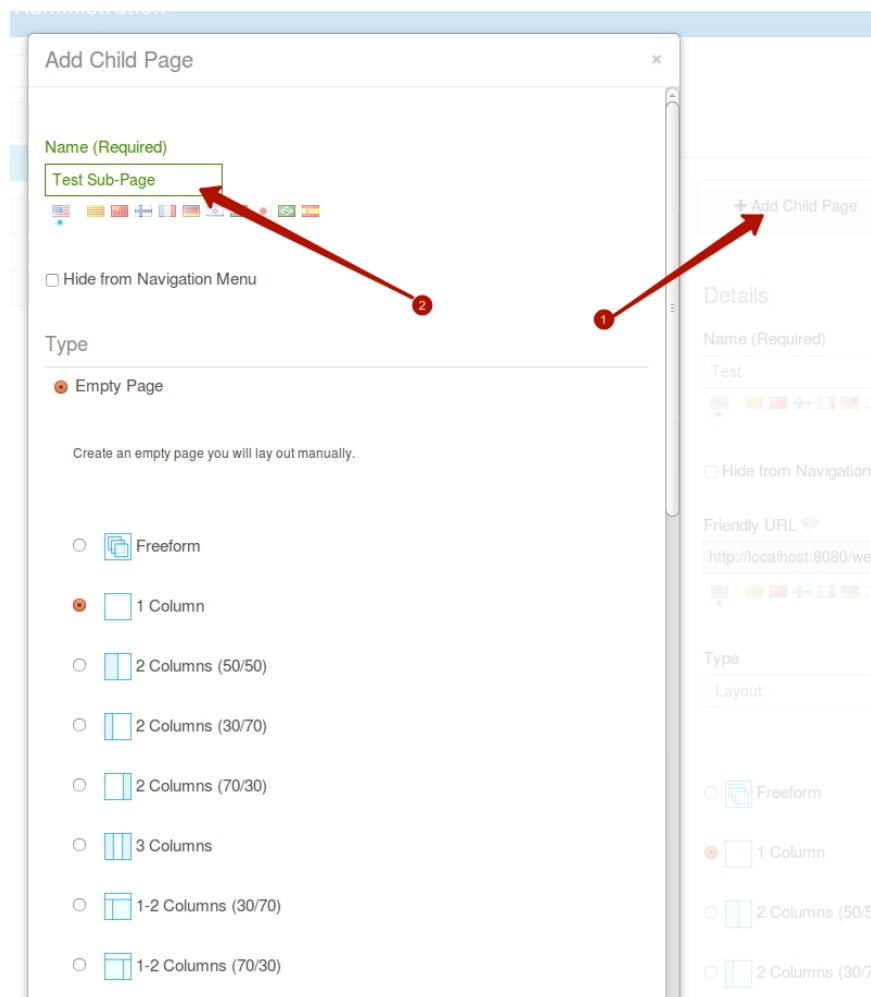 Administration
Add Child Page
×
Name (Required)
Test Sub-Page
Hide from Navigation Menu
2
Type
Empty Page
Create an empty page you will lay out manually.
Freeform
1 Column
2 Columns (50/50)
2 Columns (30/70)
2 Columns (70/30)
3 Columns
1-2 Columns (30/70)
1-2 Columns (70/30)
+ Add Child Page
1
Details
Name (Required)
Test
Hide from Navigation
Friendly URL
http://localhost:8080/we
Type
Layout
Freeform
1 Column
2 Columns (50/5
2 Columns (30/7